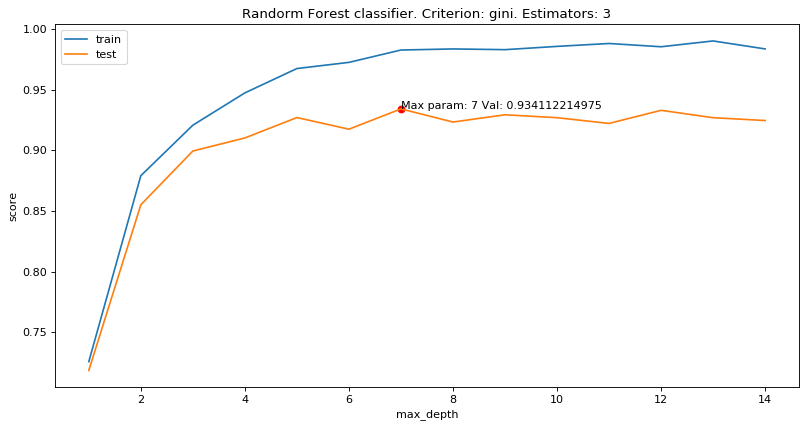 Randorm Forest classifier. Criterion: gini. Estimators: 3
train
test
Max param: 7 Val: 0.934112214975
1.00
0.95
0.90
0.85
0.80
0.75
score
2 4 6 8 10 12 14
max_depth